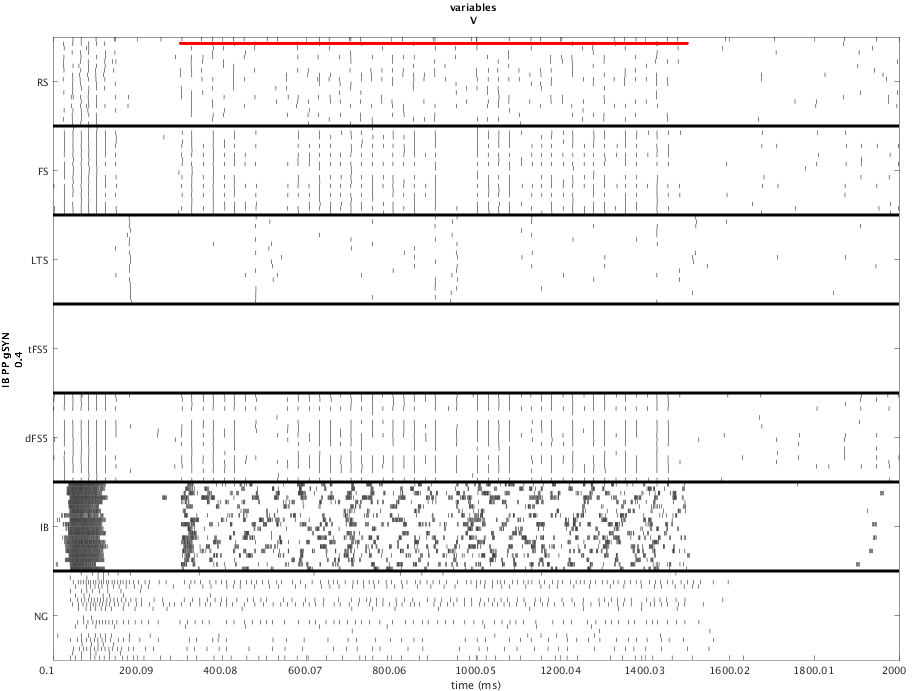 variables
V
RS
FS
LTS
tFS5
dFS5
IB
NG
IB PP gSYN
0.4
0.1 200.09 400.08 600.07 800.06 1000.05 1200.04 1400.03 1600.02 1800.01 2000
time (ms)